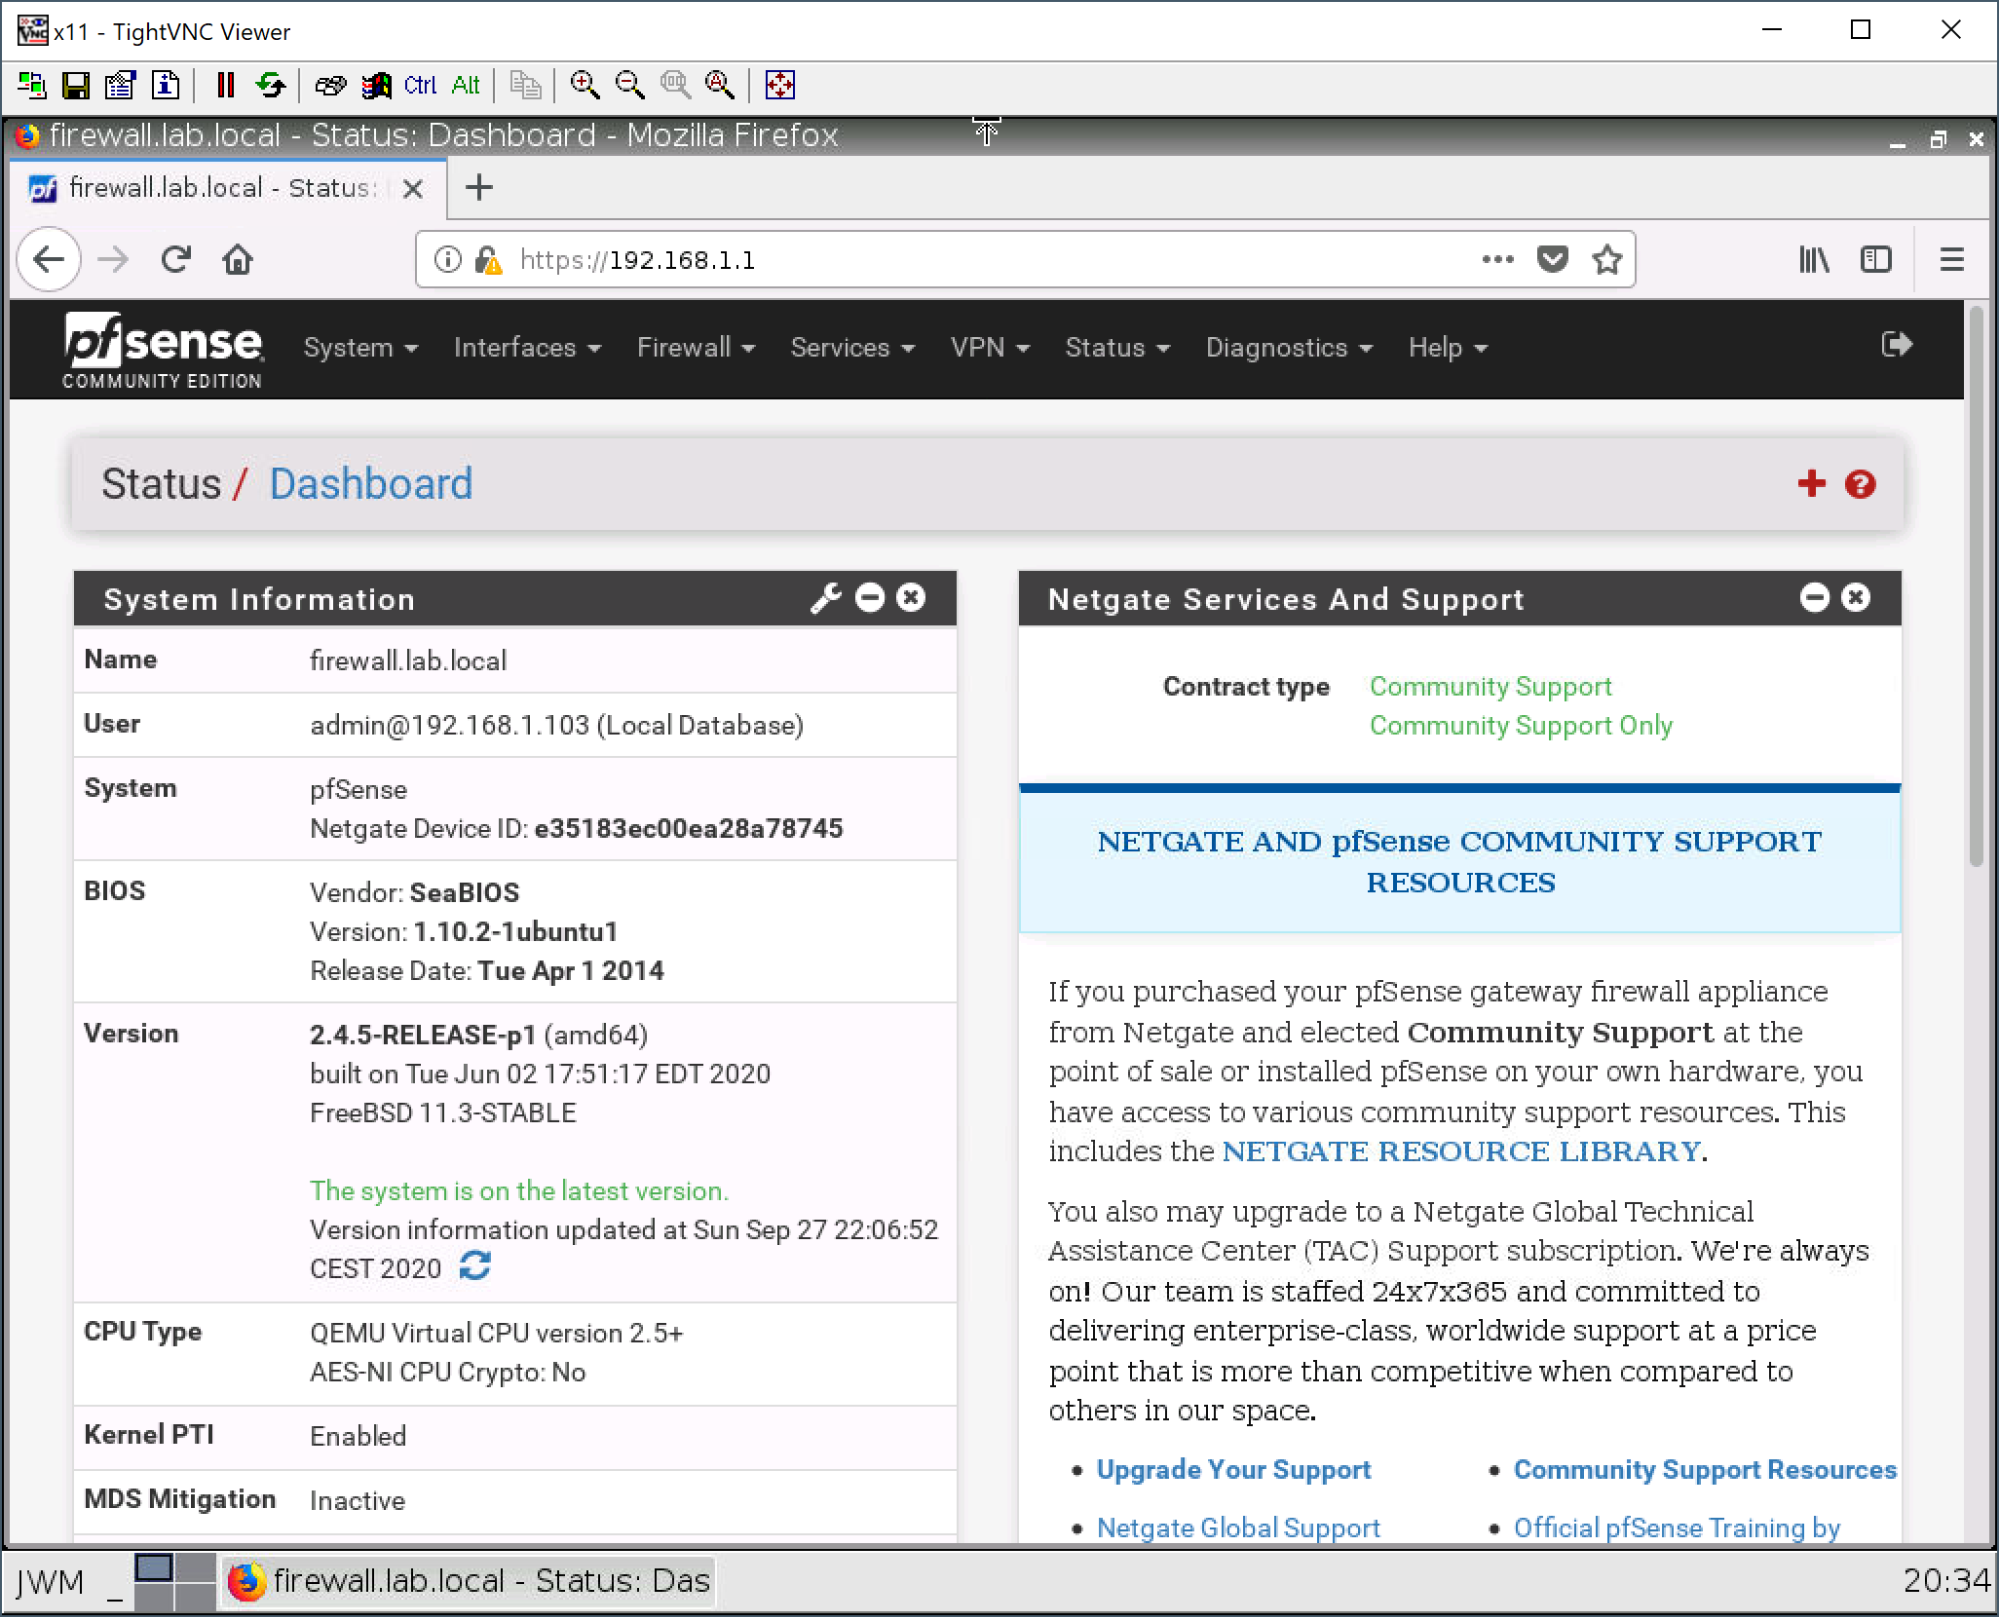 x11 - TightVNC Viewer
Ctrl Alt
firewall.lab.local - Status: Dashboard - Mozilla Firefox
firewall.lab.local - Status:
https://192.168.1.1
pfsense
COMMUNITY EDITION
System Interfaces Firewall Services VPN Status Diagnostics Help
Status / Dashboard
System Information
Name firewall.lab.local
User admin@192.168.1.103 (Local Database)
System pfSense
Netgate Device ID: e35183ec00ea28a78745
BIOS Vendor: SeaBIOS
Version: 1.10.2-1ubuntu1
Release Date: Tue Apr 1 2014
Version 2.4.5-RELEASE-p1 (amd64)
built on Tue Jun 02 17:51:17 EDT 2020
FreeBSD 11.3-STABLE
The system is on the latest version.
Version information updated at Sun Sep 27 22:06:52
CEST 2020
CPU Type QEMU Virtual CPU version 2.5+
AES-NI CPU Crypto: No
Kernel PTI Enabled
MDS Mitigation Inactive
Netgate Services And Support
Contract type Community Support
Community Support Only
NETGATE AND pfSense COMMUNITY SUPPORT
RESOURCES
If you purchased your pfSense gateway firewall appliance
from Netgate and elected Community Support at the
point of sale or installed pfSense on your own hardware, you
have access to various community support resources. This
includes the NETGATE RESOURCE LIBRARY.
You also may upgrade to a Netgate Global Technical
Assistance Center (TAC) Support subscription. We're always
on! Our team is staffed 24x7x365 and committed to
delivering enterprise-class, worldwide support at a price
point that is more than competitive when compared to
others in our space.
• Upgrade Your Support
• Community Support Resources
• Netgate Global Support
• Official pfSense Training by
JWM _ firewall.lab.local - Status: Das 20:34